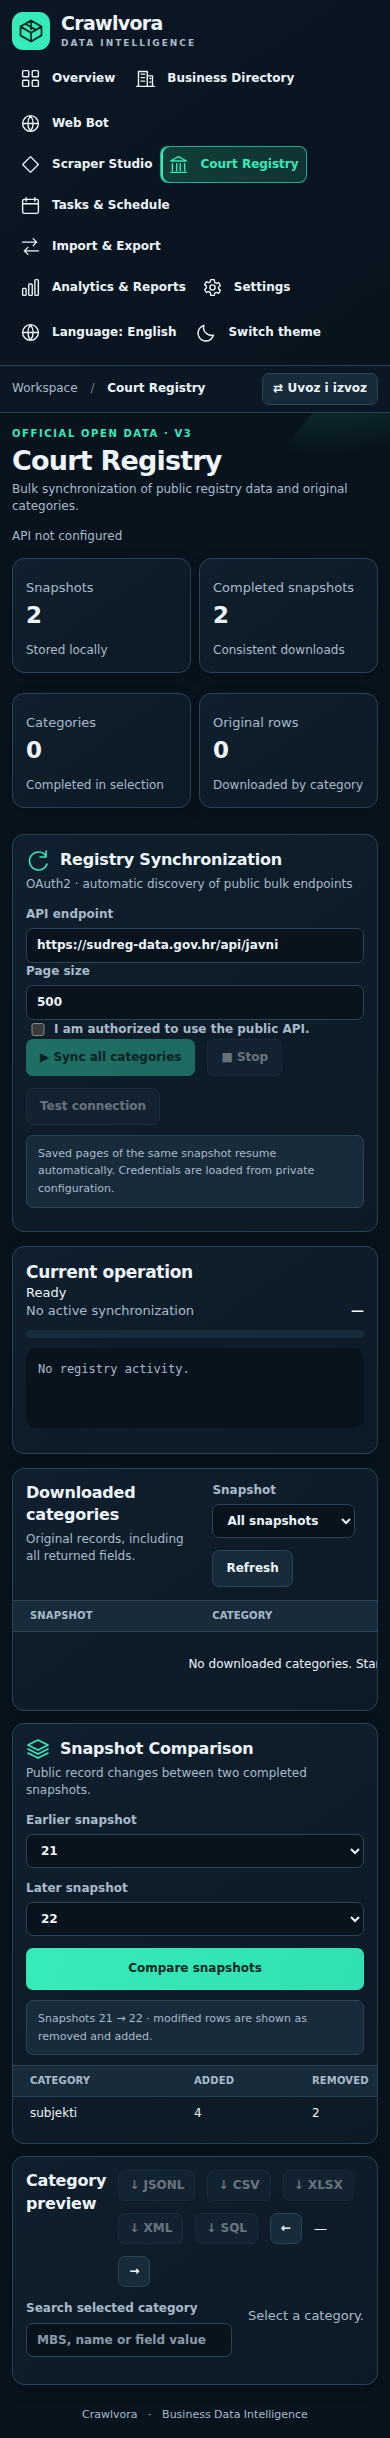 Crawlvora
DATA INTELLIGENCE
Overview
Business Directory
Web Bot
Scraper Studio
Court Registry
Tasks & Schedule
Import & Export
Analytics & Reports
Settings
Language: English
Switch theme
Workspace / Court Registry
⇄ Uvoz i izvoz
OFFICIAL OPEN DATA · V3
Court Registry
Bulk synchronization of public registry data and original
categories.
API not configured
Snapshots
2
Stored locally
Completed snapshots
2
Consistent downloads
Categories
0
Completed in selection
Original rows
0
Downloaded by category
Registry Synchronization
OAuth2 · automatic discovery of public bulk endpoints
API endpoint
https://sudreg-data.gov.hr/api/javni
Page size
500
I am authorized to use the public API.
▶ Sync all categories
■ Stop
Test connection
Saved pages of the same snapshot resume
automatically. Credentials are loaded from private
configuration.
Current operation
Ready
No active synchronization —
No registry activity.
Downloaded
categories
Original records, including
all returned fields.
Snapshot
All snapshots
Refresh
SNAPSHOT CATEGORY
No downloaded categories.
Snapshot Comparison
Public record changes between two completed
snapshots.
Earlier snapshot
21
Later snapshot
22
Compare snapshots
Snapshots 21 → 22 · modified rows are shown as
removed and added.
CATEGORY ADDED REMOVED
subjekti 4 2
Category
preview
↓ JSONL ↓ CSV ↓ XLSX
↓ XML ↓ SQL ← —
→
Search selected category
MBS, name or field value
Select a category.
Crawlvora · Business Data Intelligence